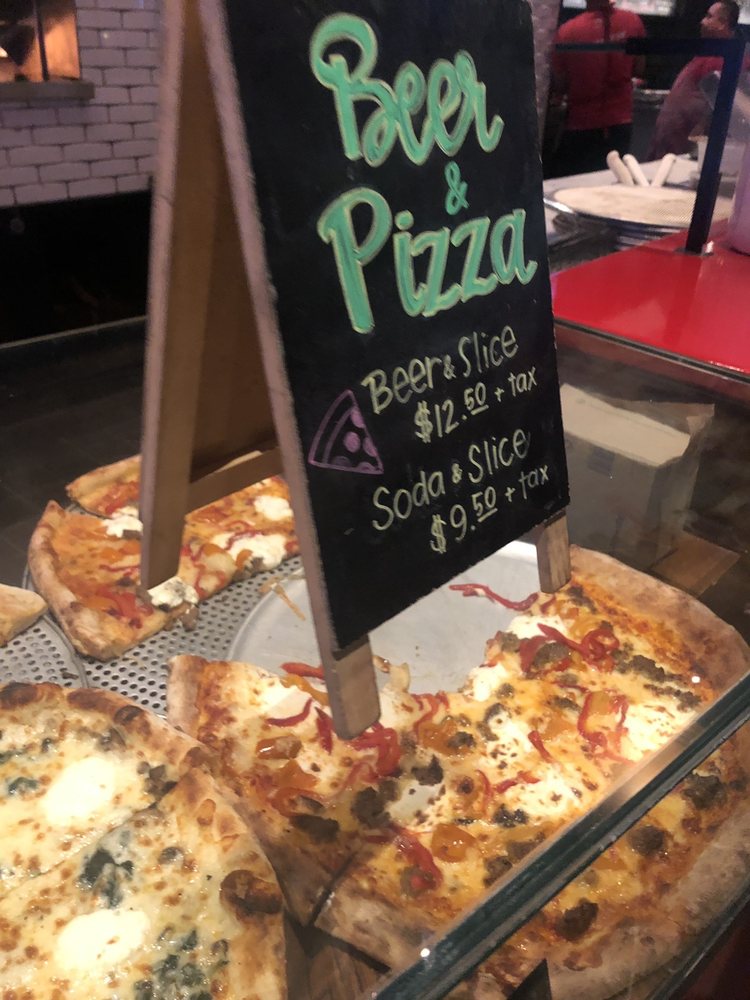 Beer
&
Pizza
Beer & Slice
$12.50 + tax
Soda & Slice
$9.50 + tax